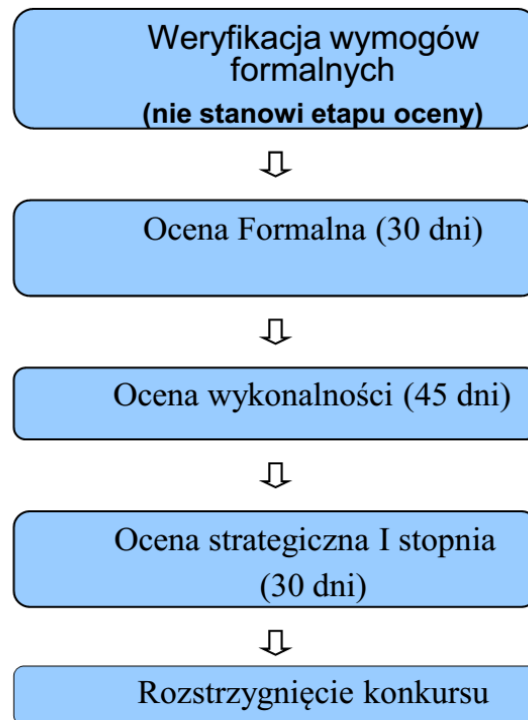 Weryfikacja wymogów
formalnych
(nie stanowi etapu oceny)
Ocena Formalna (30 dni)
Ocena wykonalności (45 dni)
Ocena strategiczna I stopnia
(30 dni)
Rozstrzygnięcie konkursu